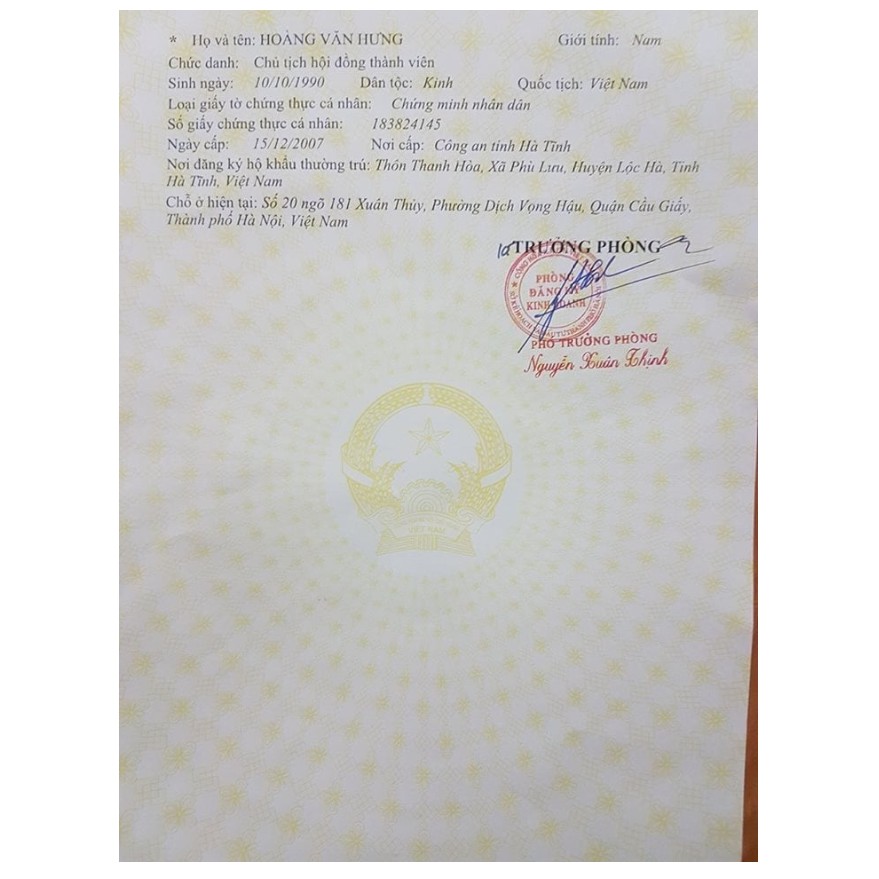 * Họ và tên: HOÀNG VĂN HƯNG Giới tính: Nam
Chức danh: Chủ tịch hội đồng thành viên
Sinh ngày: 10/10/1990 Dân tộc: Kinh Quốc tịch: Việt Nam
Loại giấy tờ chứng thực cá nhân: Chứng minh nhân dân
Số giấy chứng thực cá nhân: 183824145
Ngày cấp: 15/12/2007 Nơi cấp: Công an tỉnh Hà Tĩnh
Nơi đăng ký hộ khẩu thường trú: Thôn Thanh Hòa, Xã Phù Lưu, Huyện Lộc Hà, Tỉnh
Hà Tĩnh, Việt Nam
Chỗ ở hiện tại: Số 20 ngõ 181 Xuân Thủy, Phường Dịch Vọng Hậu, Quận Cầu Giấy,
Thành phố Hà Nội, Việt Nam
TRƯỞNG PHÒNG
PHÒNG
ĐĂNG KÝ
KINH DOANH
PHÓ TRƯỞNG PHÒNG
Nguyễn Xuân Thịnh
VIỆT NAM